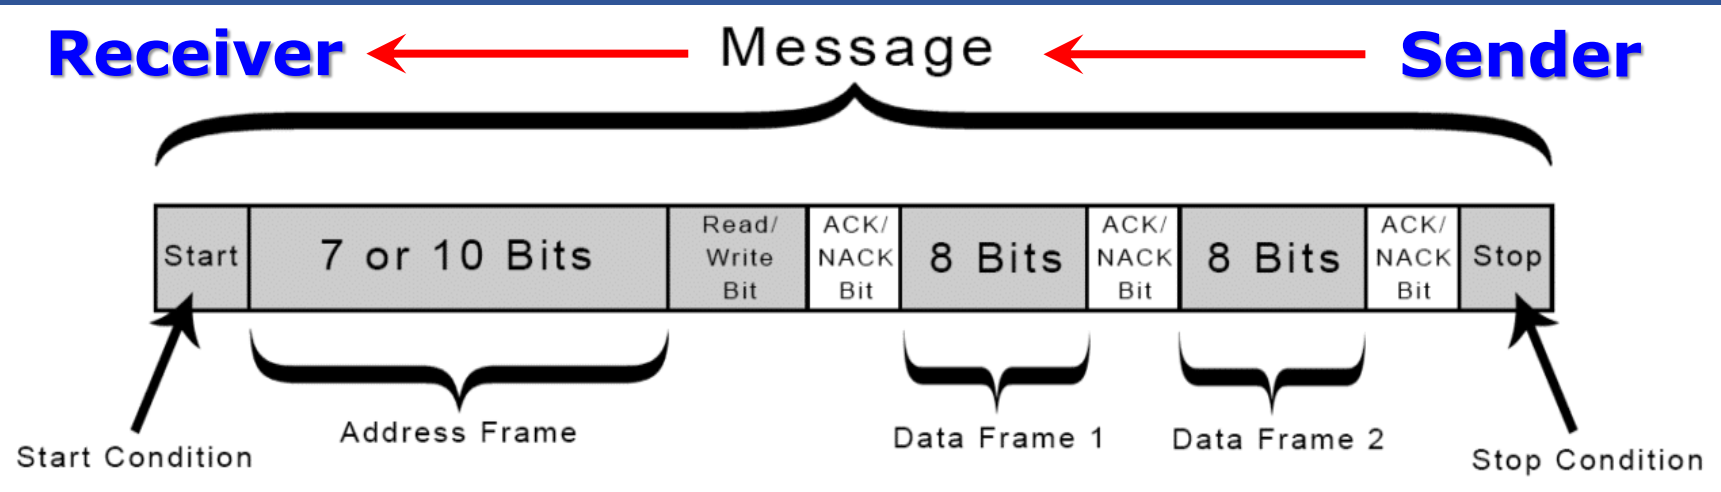 Receiver Message Sender
Start
7 or 10 Bits
Read/
Write
Bit
ACK/
NACK
Bit
8 Bits
ACK/
NACK
Bit
8 Bits
ACK/
NACK
Bit
Stop
Start Condition
Address Frame
Data Frame 1
Data Frame 2
Stop Condition